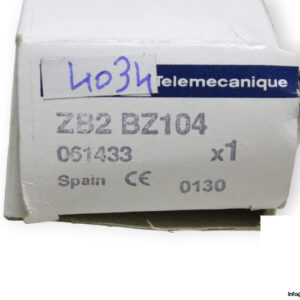 4034
Telemecanique
ZB2 BZ104
061433 x1
Spain CE 0130